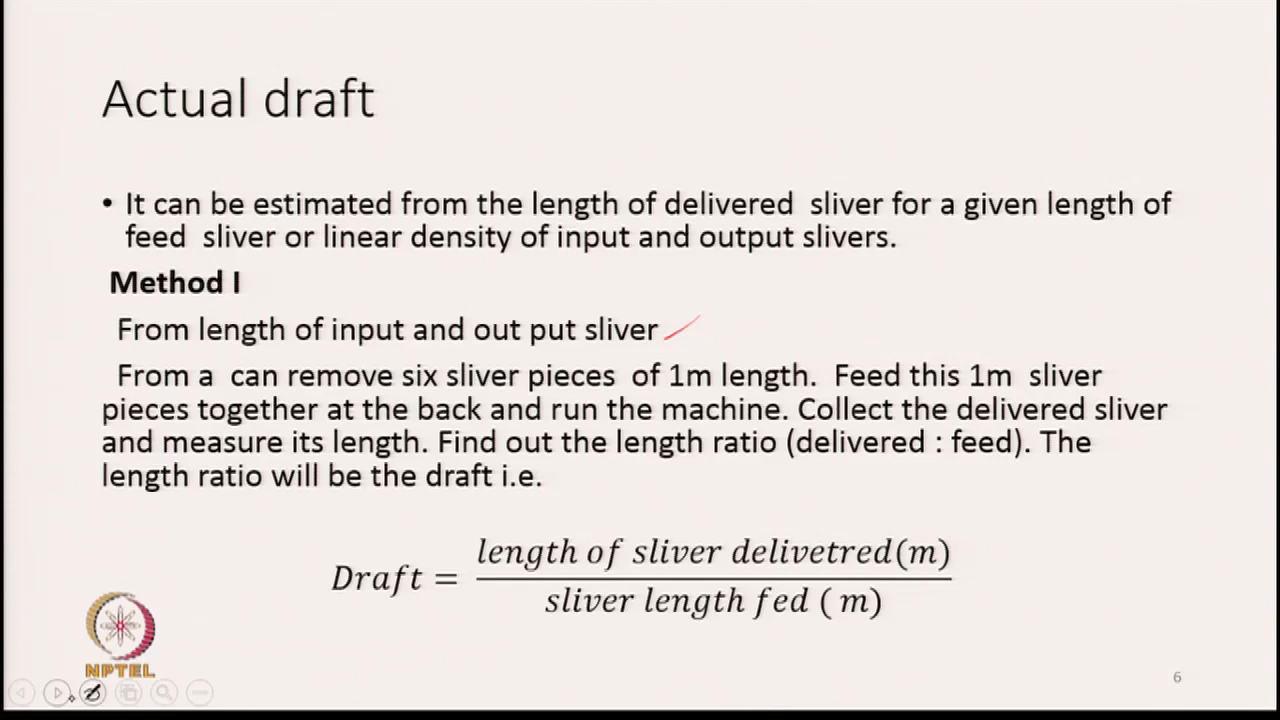 Actual draft
• It can be estimated from the length of delivered sliver for a given length of
feed sliver or linear density of input and output slivers.
Method I
From length of input and out put sliver
From a can remove six sliver pieces of 1m length. Feed this 1m sliver
pieces together at the back and run the machine. Collect the delivered sliver
and measure its length. Find out the length ratio (delivered : feed). The
length ratio will be the draft i.e.
length of sliver delivetred(m)
Draft =
sliver length fed ( m)
NPTEL
6